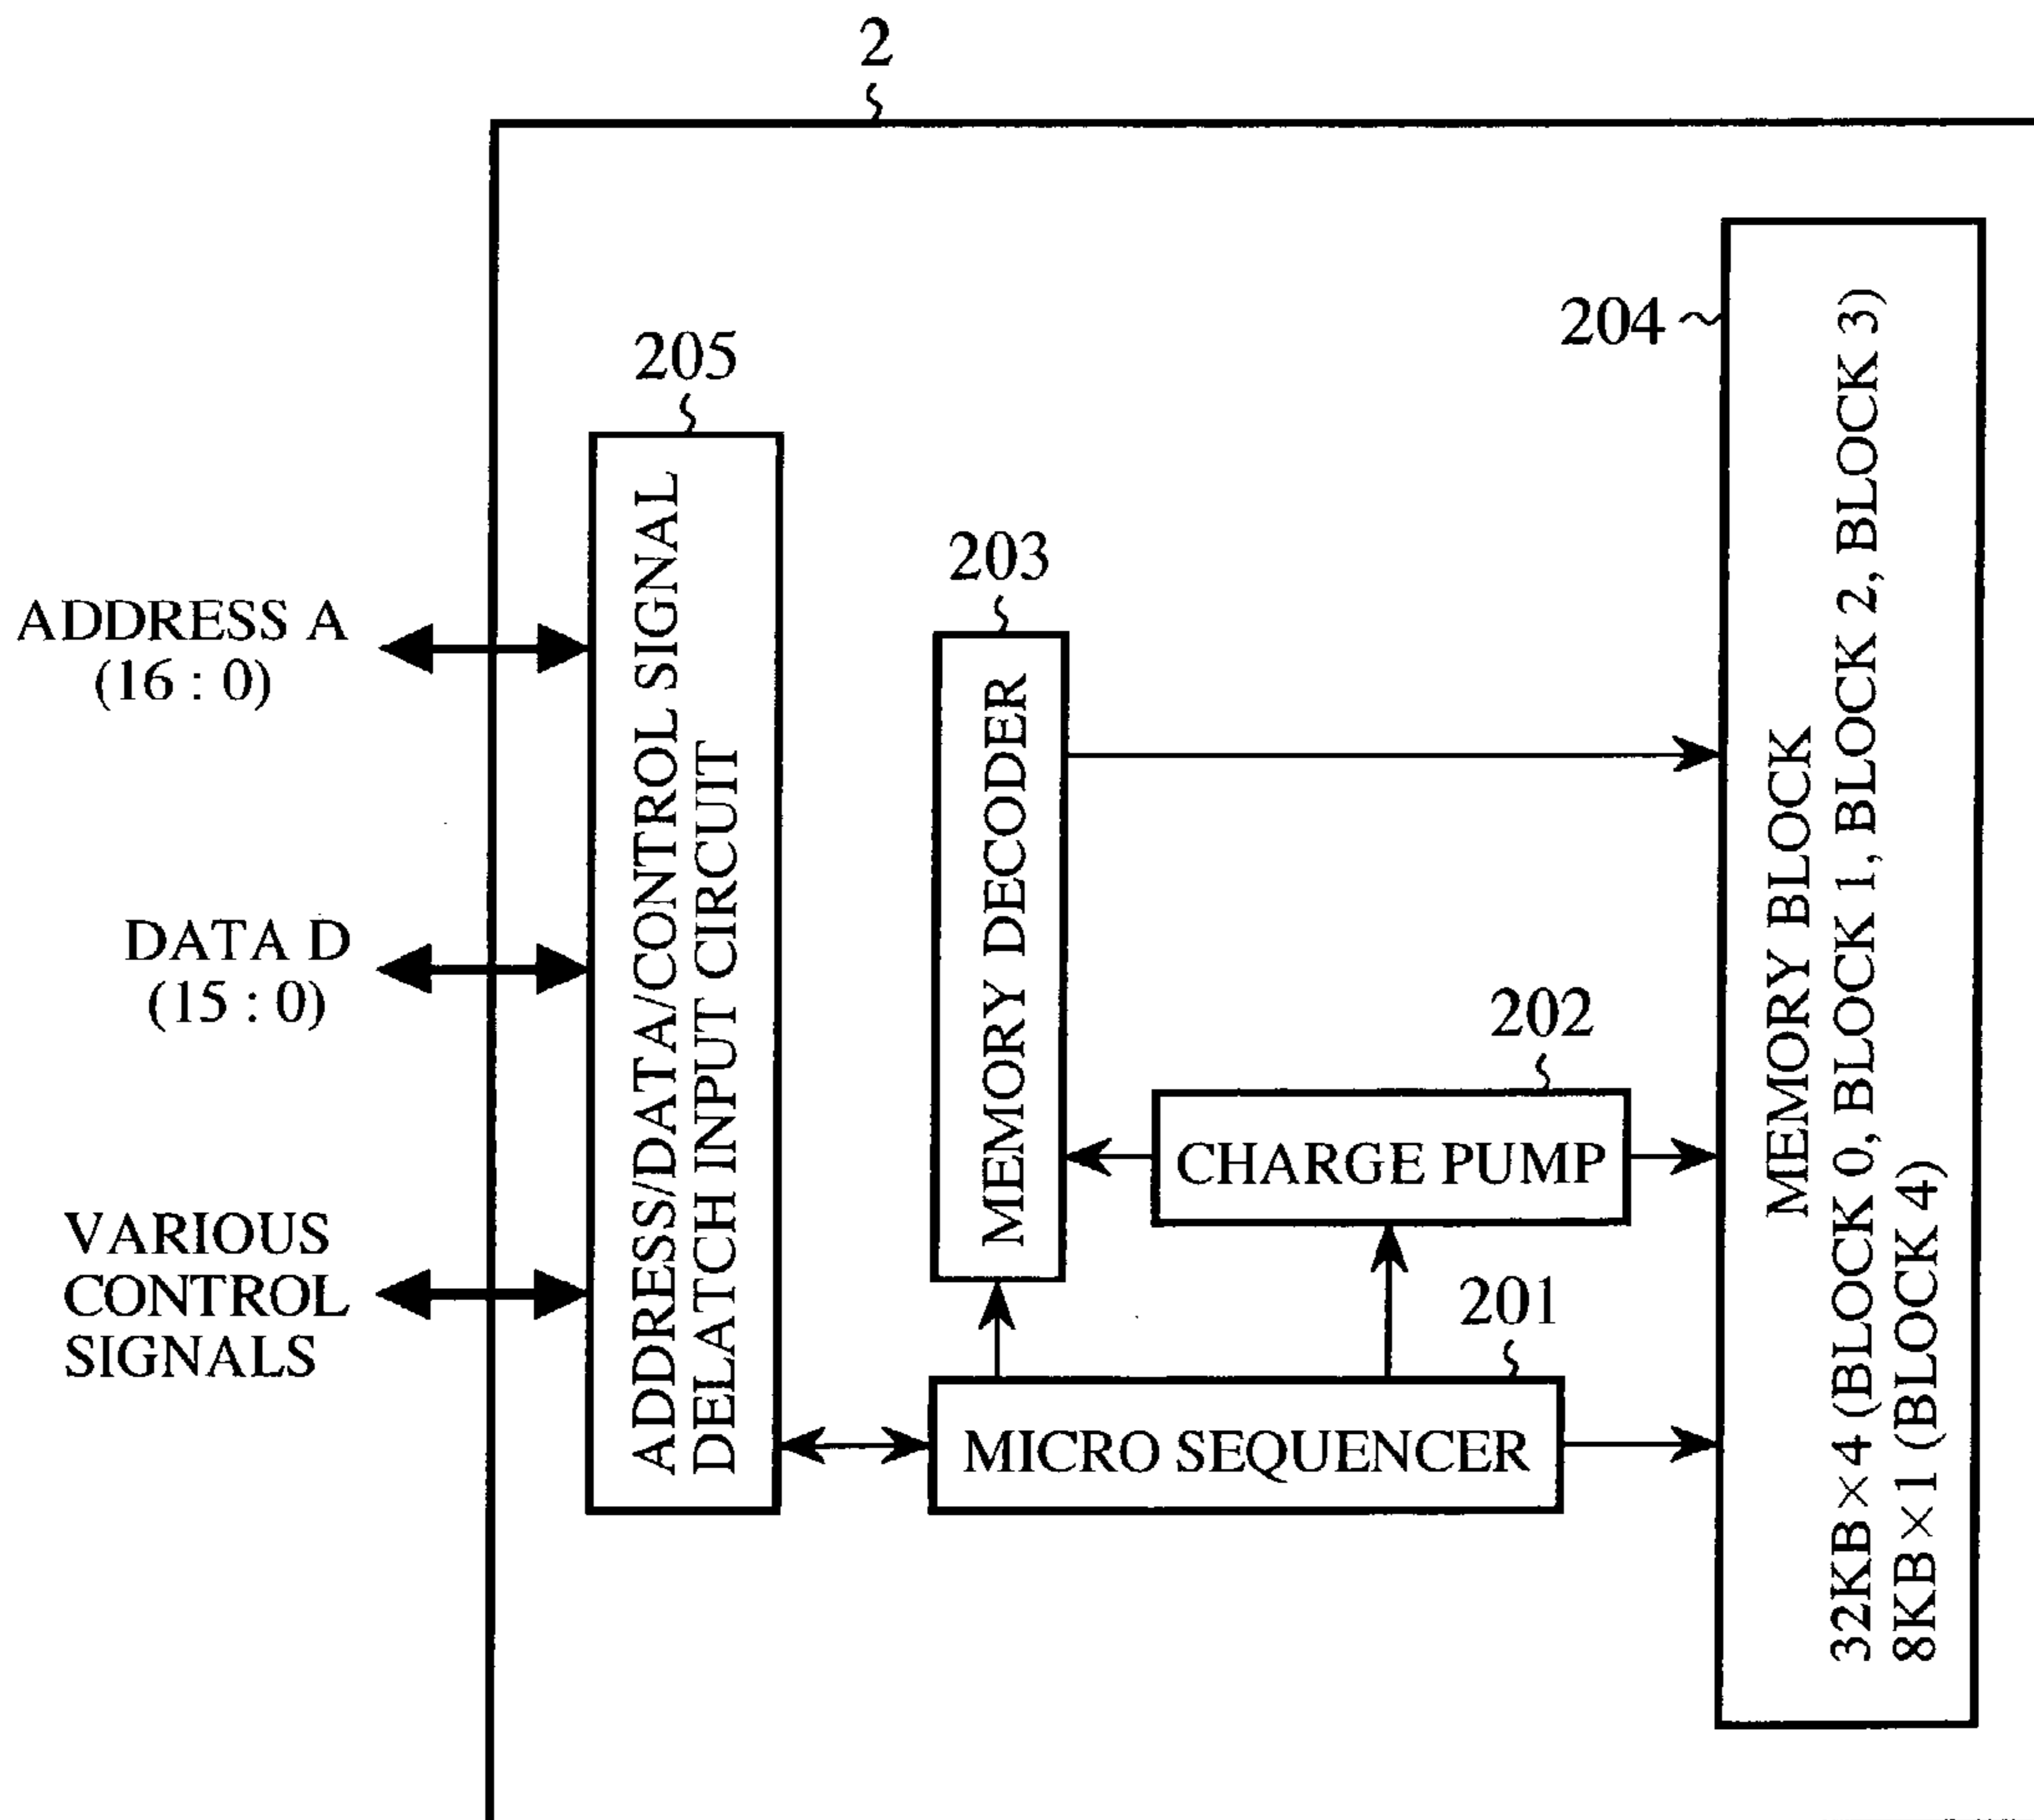 2
204
205
203
ADDRESS A
(16 : 0)
DATA D
(15 : 0)
VARIOUS
CONTROL
SIGNALS
ADDRESS/DATA/CONTROL SIGNAL
DELATCH INPUT CIRCUIT
MEMORY DECODER
202
CHARGE PUMP
201
MICRO SEQUENCER
MEMORY BLOCK
32KB×4 (BLOCK 0, BLOCK 1, BLOCK 2, BLOCK 3)
8KB×1 (BLOCK 4)